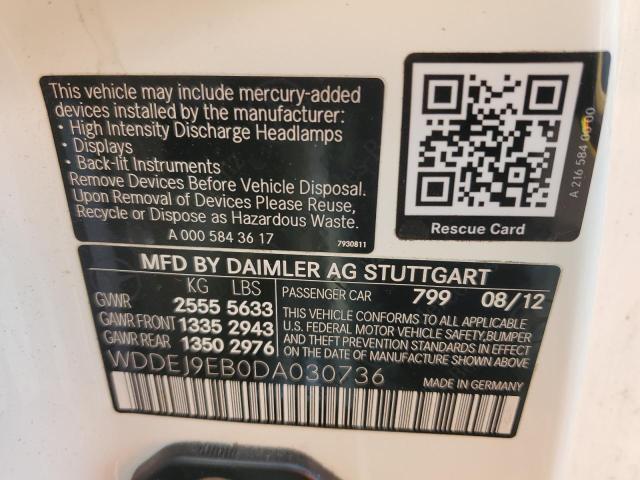 This vehicle may include mercury-added
devices installed by the manufacturer:
• High Intensity Discharge Headlamps
• Displays
• Back-lit Instruments
Remove Devices Before Vehicle Disposal.
Upon Removal of Devices Please Reuse,
Recycle or Dispose as Hazardous Waste.
A 000 584 36 17
7930811
Rescue Card
A 216 584 00 00
MFD BY DAIMLER AG STUTTGART
KG LBS
GVWR 2555 5633
GAWR FRONT 1335 2943
GAWR REAR 1350 2976
PASSENGER CAR 799 08/12
THIS VEHICLE CONFORMS TO ALL APPLICABLE
U.S. FEDERAL MOTOR VEHICLE SAFETY,BUMPER
AND THEFT PREVENTION STANDARDS IN EFFECT
ON THE DATE OF MANUFACTURE SHOWN ABOVE
WDDEJ9EB0DA030736
MADE IN GERMANY